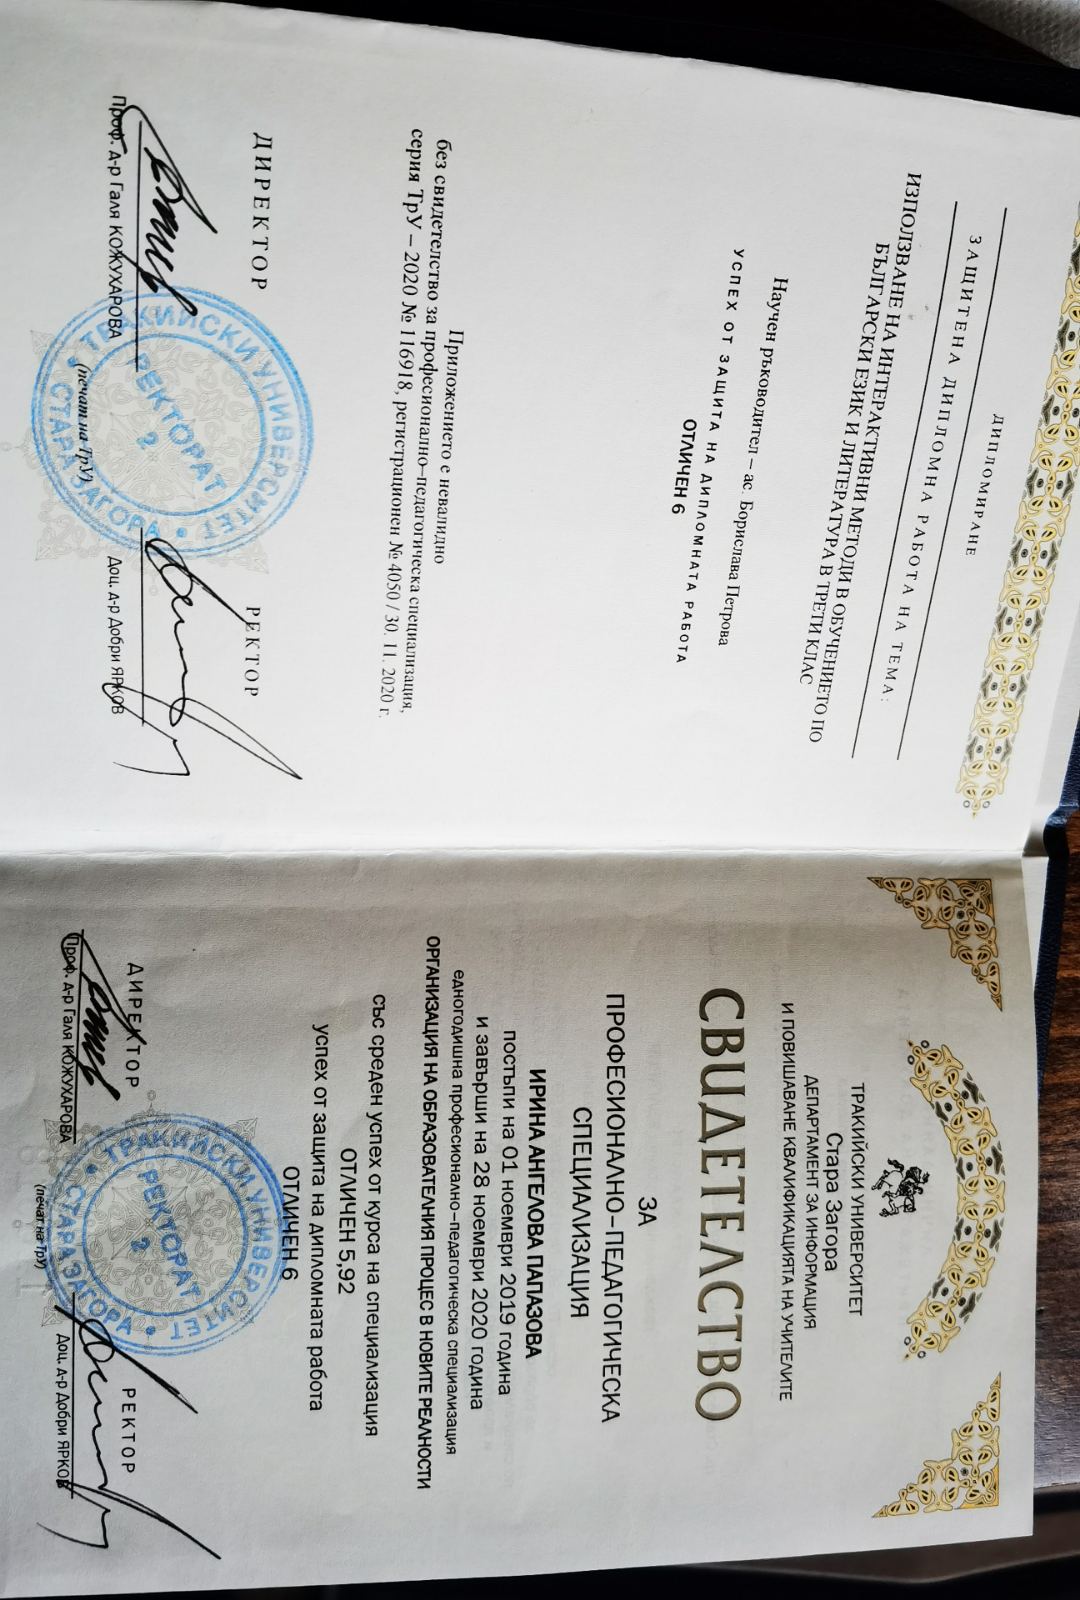 ДИПЛОМИРАНЕ
ЗАЩИТЕНА ДИПЛОМНА РАБОТА НА ТЕМА:
ИЗПОЛЗВАНЕ НА ИНТЕРАКТИВНИ МЕТОДИ В ОБУЧЕНИЕТО ПО
БЪЛГАРСКИ ЕЗИК И ЛИТЕРАТУРА В ТРЕТИ КЛАС
Научен ръководител – ас. Борислава Петрова
УСПЕХ ОТ ЗАЩИТА НА ДИПЛОМНАТА РАБОТА
ОТЛИЧЕН 6
Приложението е невалидно
без свидетелство за професионално–педагогическа специализация,
серия ТрУ – 2020 № 116918, регистрационен № 4050 / 30. 11. 2020 г.
ДИРЕКТОР РЕКТОР
Проф. д-р Галя КОЖУХАРОВА (печат на ТрУ) Доц. д-р Добри ЯРКОВ
ТРАКИЙСКИ УНИВЕРСИТЕТ • СТАРА ЗАГОРА •
РЕКТОРАТ
2
ТРАКИЙСКИ УНИВЕРСИТЕТ
Стара Загора
ДЕПАРТАМЕНТ ЗА ИНФОРМАЦИЯ
И ПОВИШАВАНЕ КВАЛИФИКАЦИЯТА НА УЧИТЕЛИТЕ
СВИДЕТЕЛСТВО
ЗА
ПРОФЕСИОНАЛНО–ПЕДАГОГИЧЕСКА
СПЕЦИАЛИЗАЦИЯ
ИРИНА АНГЕЛОВА ПАПАЗОВА
постъпи на 01 ноември 2019 година
и завърши на 28 ноември 2020 година
едногодишна професионално–педагогическа специализация
ОРГАНИЗАЦИЯ НА ОБРАЗОВАТЕЛНИЯ ПРОЦЕС В НОВИТЕ РЕАЛНОСТИ
със среден успех от курса на специализация
ОТЛИЧЕН 5,92
успех от защита на дипломната работа
ОТЛИЧЕН 6
ДИРЕКТОР РЕКТОР
Проф. д-р Галя КОЖУХАРОВА (печат на ТрУ) Доц. д-р Добри ЯРКОВ
ТРАКИЙСКИ УНИВЕРСИТЕТ • СТАРА ЗАГОРА •
РЕКТОРАТ
2